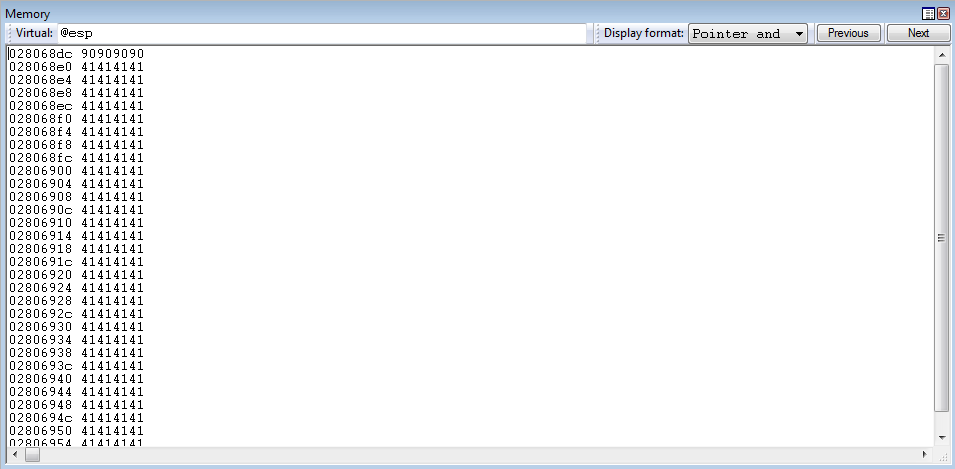 Memory
Virtual: @esp Display format: Pointer and Previous Next
028068dc 90909090
028068e0 41414141
028068e4 41414141
028068e8 41414141
028068ec 41414141
028068f0 41414141
028068f4 41414141
028068f8 41414141
028068fc 41414141
02806900 41414141
02806904 41414141
02806908 41414141
0280690c 41414141
02806910 41414141
02806914 41414141
02806918 41414141
0280691c 41414141
02806920 41414141
02806924 41414141
02806928 41414141
0280692c 41414141
02806930 41414141
02806934 41414141
02806938 41414141
0280693c 41414141
02806940 41414141
02806944 41414141
02806948 41414141
0280694c 41414141
02806950 41414141
02806954 41414141